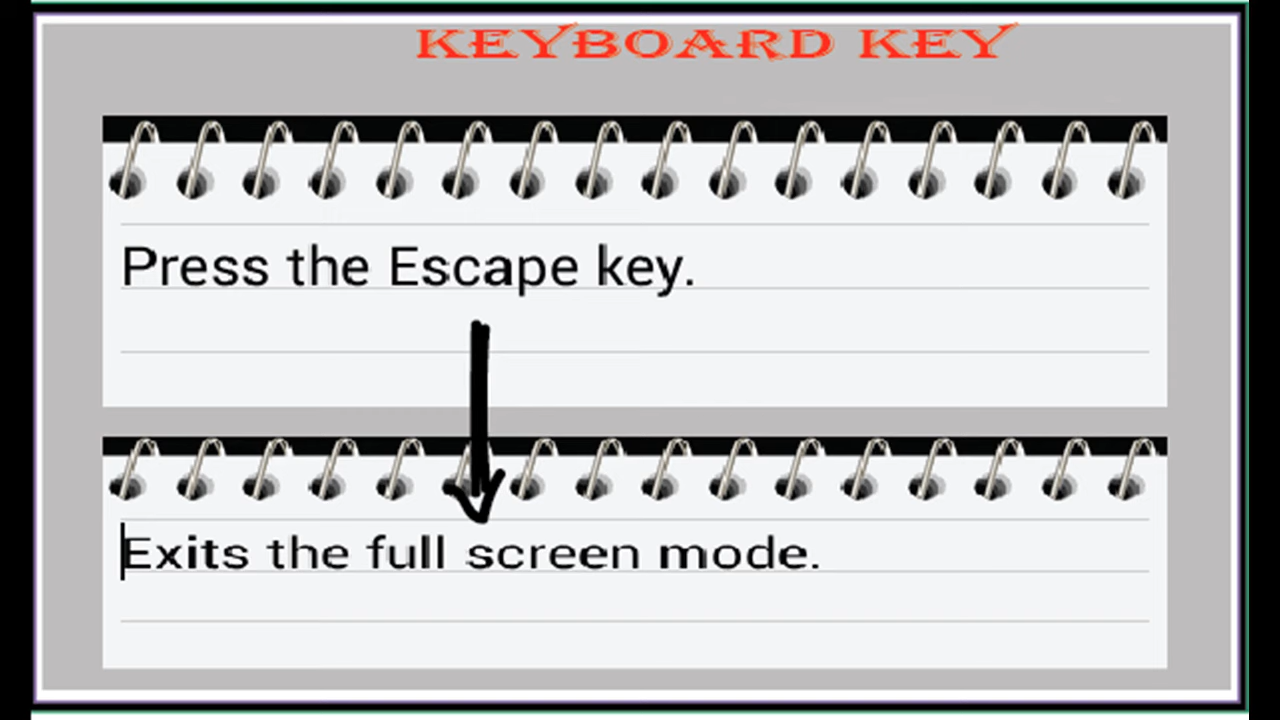 KEYBOARD KEY
Press the Escape key.
Exits the full screen mode.